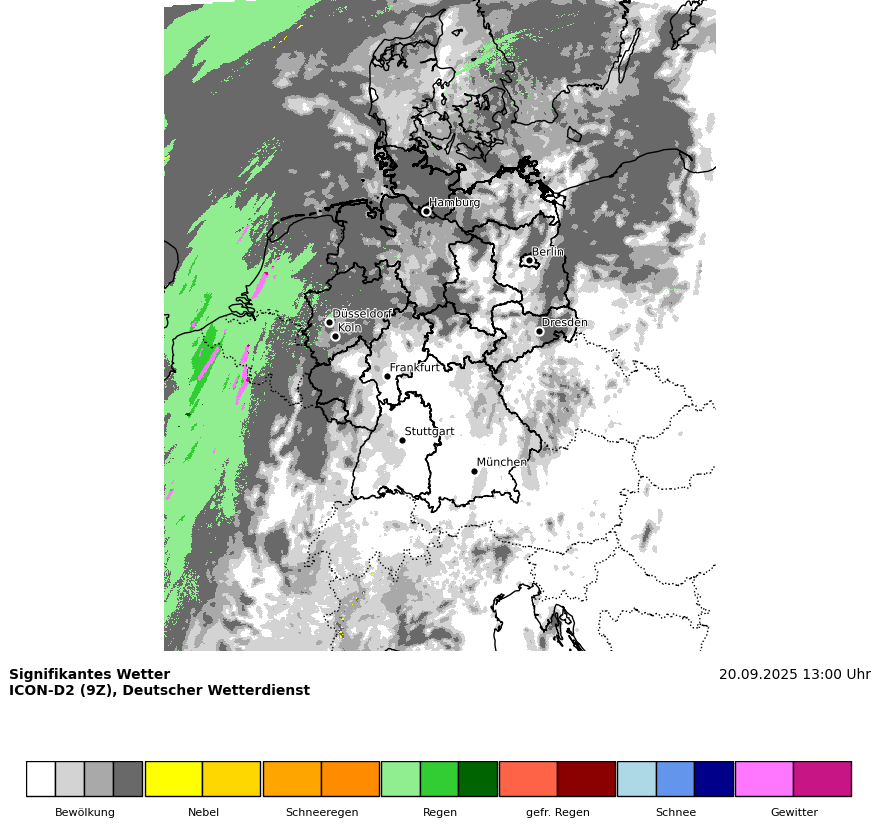 Hamburg
Berlin
Düsseldorf
Köln
Dresden
Frankfurt
Stuttgart
München
Signifikantes Wetter
20.09.2025 13:00 Uhr
ICON-D2 (9Z), Deutscher Wetterdienst
Bewölkung Nebel Schneeregen Regen gefr. Regen Schnee Gewitter